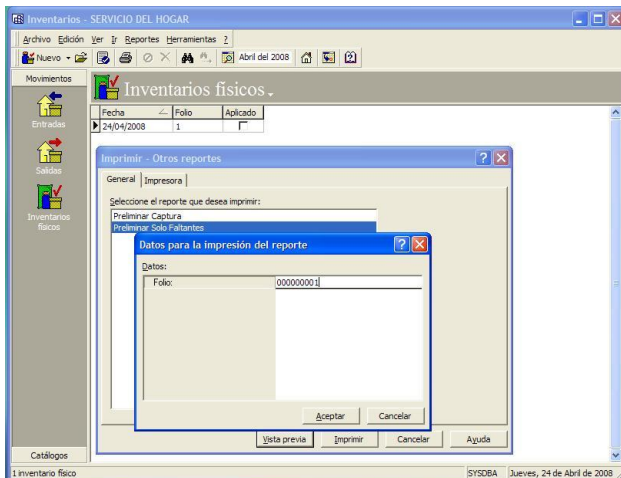 Inventarios - SERVICIO DEL HOGAR
Archivo Edición Ver Ir Reportes Herramientas ?
Nuevo Abril del 2008
Movimientos
Inventarios físicos
Fecha Folio Aplicado
24/04/2008 1
Entradas
Salidas
Inventarios
físicos
Imprimir - Otros reportes
General Impresora
Seleccione el reporte que desea imprimir:
Preliminar Captura
Preliminar Solo Faltantes
Datos para la impresión del reporte
Datos:
Folio: 000000001
Aceptar Cancelar
Vista previa Imprimir Cancelar Ayuda
Catálogos
1 inventario físico SYSDBA Jueves, 24 de Abril de 2008